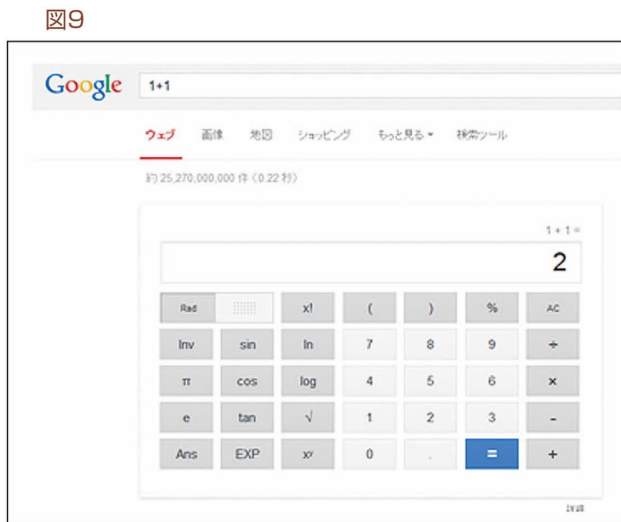 図9
Google 1+1
ウェブ 画像 地図 ショッピング もっと見る 検索ツール
約 25,270,000,000 件 (0.22 秒)
1 + 1 =
2
Rad x! ( ) % AC
Inv sin ln 7 8 9 ÷
π cos log 4 5 6 ×
e tan √ 1 2 3 -
Ans EXP xʸ 0 . = +
詳細